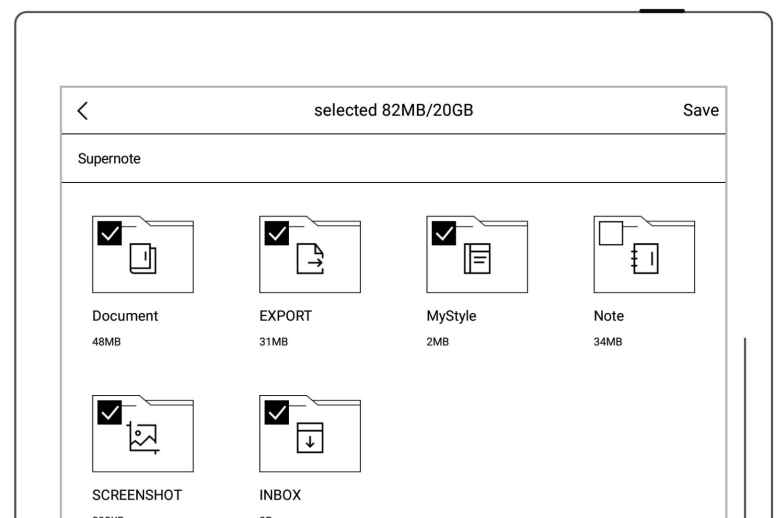 selected 82MB/20GB Save
Supernote
Document EXPORT MyStyle Note
48MB 31MB 2MB 34MB
SCREENSHOT INBOX